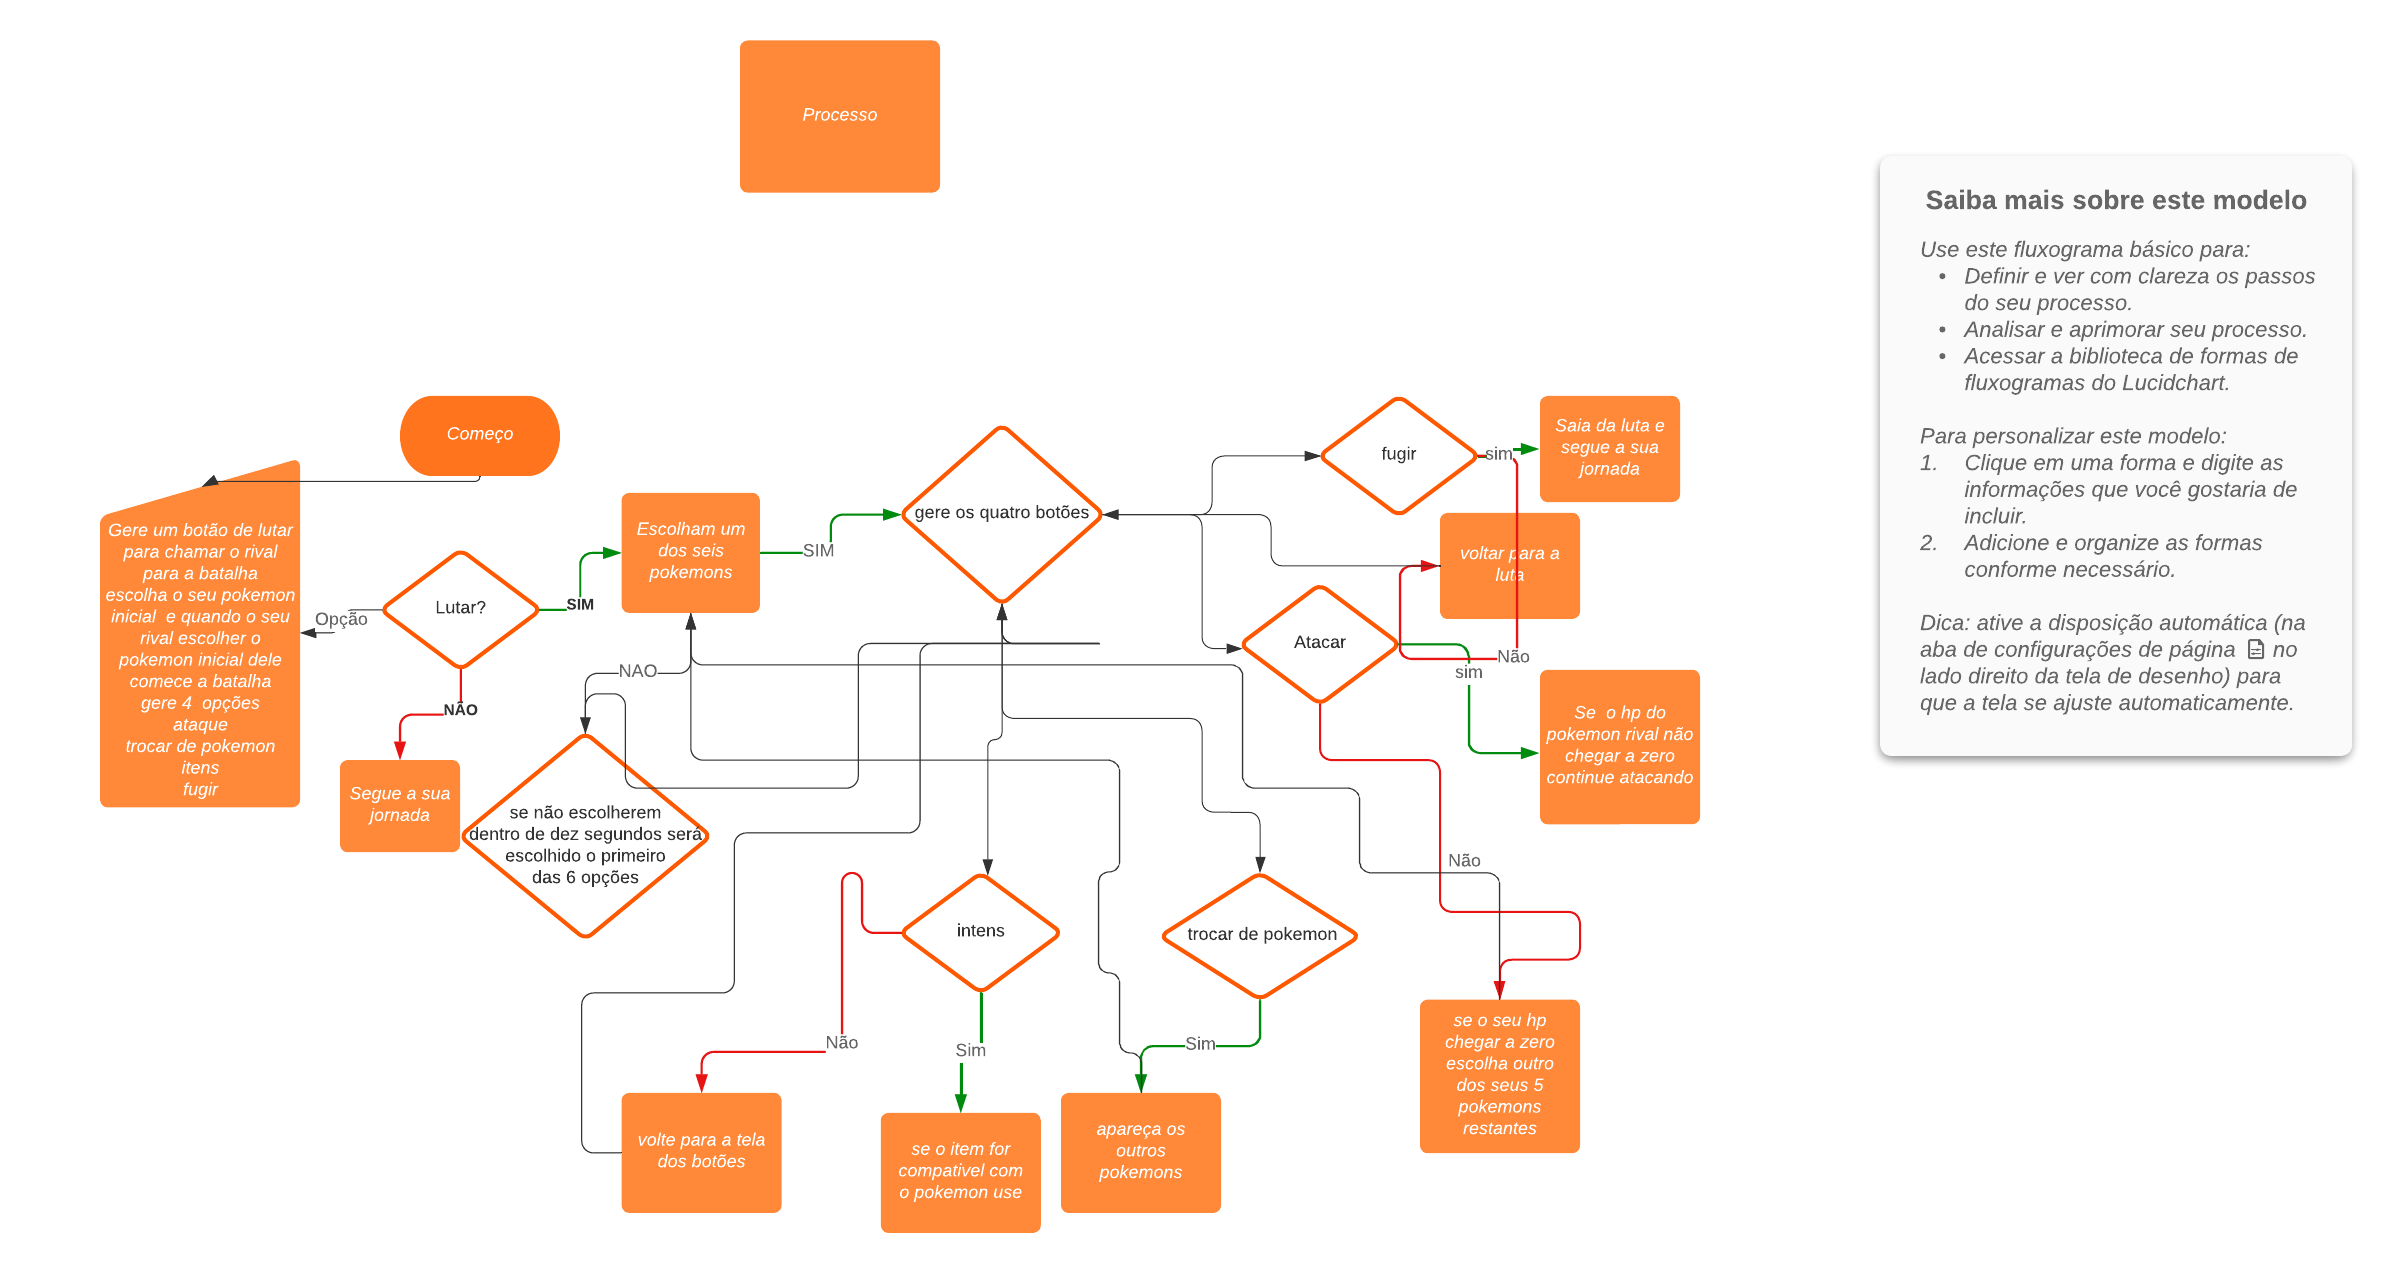 Processo
Saiba mais sobre este modelo
Use este fluxograma básico para:
• Definir e ver com clareza os passos
do seu processo.
• Analisar e aprimorar seu processo.
• Acessar a biblioteca de formas de
fluxogramas do Lucidchart.
Para personalizar este modelo:
1. Clique em uma forma e digite as
informações que você gostaria de
incluir.
2. Adicione e organize as formas
conforme necessário.
Dica: ative a disposição automática (na
aba de configurações de página no
lado direito da tela de desenho) para
que a tela se ajuste automaticamente.
Começo
Gere um botão de lutar
para chamar o rival
para a batalha
escolha o seu pokemon
inicial e quando o seu
rival escolher o
pokemon inicial dele
comece a batalha
gere 4 opções
ataque
trocar de pokemon
itens
fugir
Opção
Lutar?
SIM
NÃO
Segue a sua
jornada
Escolham um
dos seis
pokemons
SIM
NAO
se não escolherem
dentro de dez segundos será
escolhido o primeiro
das 6 opções
gere os quatro botões
fugir
sim
Saia da luta e
segue a sua
jornada
voltar para a
luta
Não
Atacar
sim
Se o hp do
pokemon rival não
chegar a zero
continue atacando
Não
se o seu hp
chegar a zero
escolha outro
dos seus 5
pokemons
restantes
intens
Não
Sim
volte para a tela
dos botões
se o item for
compativel com
o pokemon use
trocar de pokemon
Sim
apareça os
outros
pokemons